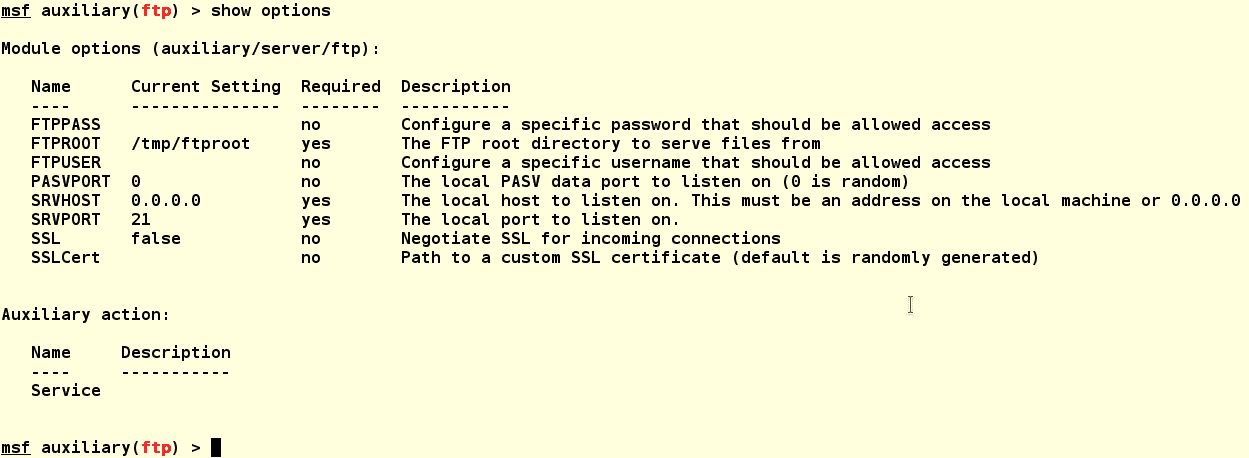 msf auxiliary(ftp) > show options
Module options (auxiliary/server/ftp):
   Name      Current Setting  Required  Description
   ----      ---------------  --------  -----------
   FTPPASS                    no        Configure a specific password that should be allowed access
   FTPROOT   /tmp/ftproot     yes       The FTP root directory to serve files from
   FTPUSER                    no        Configure a specific username that should be allowed access
   PASVPORT  0                no        The local PASV data port to listen on (0 is random)
   SRVHOST   0.0.0.0          yes       The local host to listen on. This must be an address on the local machine or 0.0.0.0
   SRVPORT   21               yes       The local port to listen on.
   SSL       false            no        Negotiate SSL for incoming connections
   SSLCert                    no        Path to a custom SSL certificate (default is randomly generated)
Auxiliary action:
   Name     Description
   ----     -----------
   Service
msf auxiliary(ftp) >